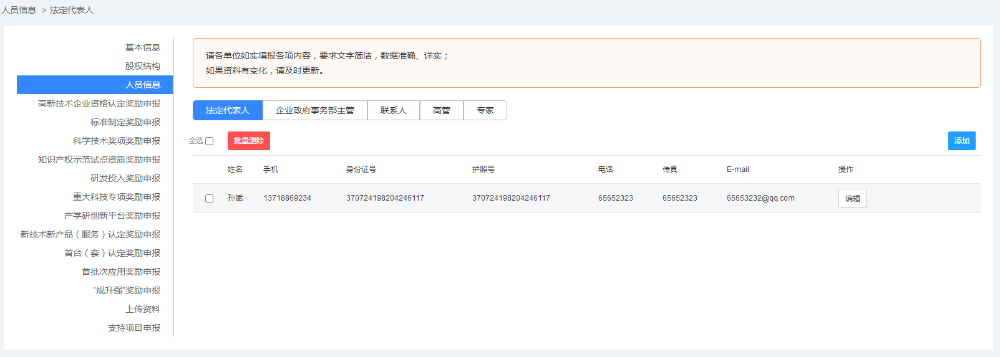 人员信息 > 法定代表人
基本信息
股权结构
人员信息
高新技术企业资格认定奖励申报
标准制定奖励申报
科学技术奖项奖励申报
知识产权示范试点资质奖励申报
研发投入奖励申报
重大科技专项奖励申报
产学研创新平台奖励申报
新技术新产品（服务）认定奖励申报
首台（套）认定奖励申报
首批次应用奖励申报
"规升强"奖励申报
上传资料
支持项目申报
请各单位如实填报各项内容，要求文字简洁，数据准确、详实；
如果资料有变化，请及时更新。
法定代表人 企业政府事务部主管 联系人 高管 专家
全选 批量删除 添加
姓名 手机 身份证号 护照号 电话 传真 E-mail 操作
孙斌 13718869234 370724198204246117 370724198204246117 65652323 65652323 65653232@qq.com 编辑